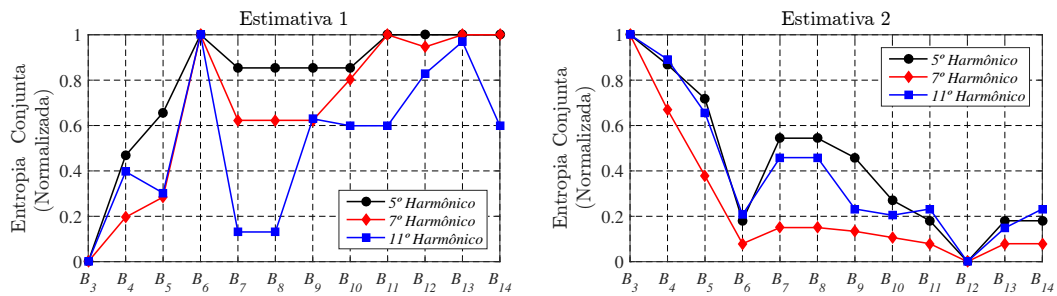 Estimativa 1
Entropia Conjunta
(Normalizada)
1
0.8
0.6
0.4
0.2
0
5º Harmônico
7º Harmônico
11º Harmônico
B3 B4 B5 B6 B7 B8 B9 B10 B11 B12 B13 B14
Estimativa 2
Entropia Conjunta
(Normalizada)
1
0.8
0.6
0.4
0.2
0
5º Harmônico
7º Harmônico
11º Harmônico
B3 B4 B5 B6 B7 B8 B9 B10 B11 B12 B13 B14